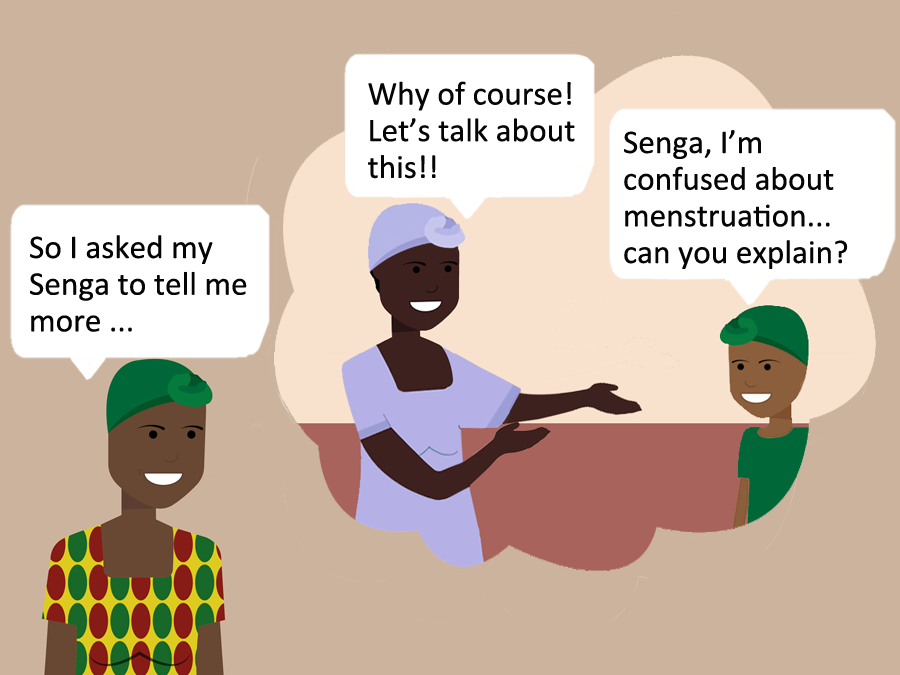 So I asked my
Senga to tell me
more ...
Why of course!
Let’s talk about
this!!
Senga, I’m
confused about
menstruation...
can you explain?